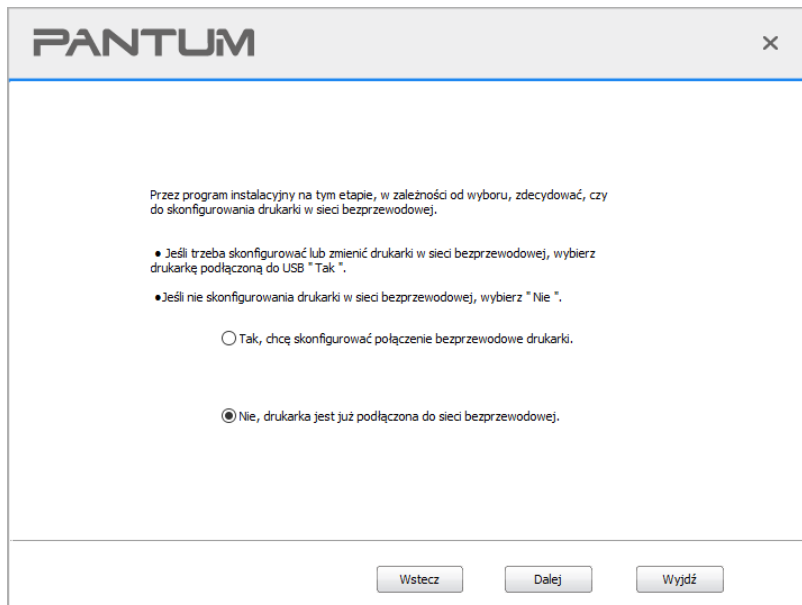 PANTUM
Przez program instalacyjny na tym etapie, w zależności od wyboru, zdecydować, czy
do skonfigurowania drukarki w sieci bezprzewodowej.
• Jeśli trzeba skonfigurować lub zmienić drukarki w sieci bezprzewodowej, wybierz
drukarkę podłączoną do USB " Tak ".
•Jeśli nie skonfigurowania drukarki w sieci bezprzewodowej, wybierz " Nie ".
Tak, chcę skonfigurować połączenie bezprzewodowe drukarki.
Nie, drukarka jest już podłączona do sieci bezprzewodowej.
Wstecz Dalej Wyjdź